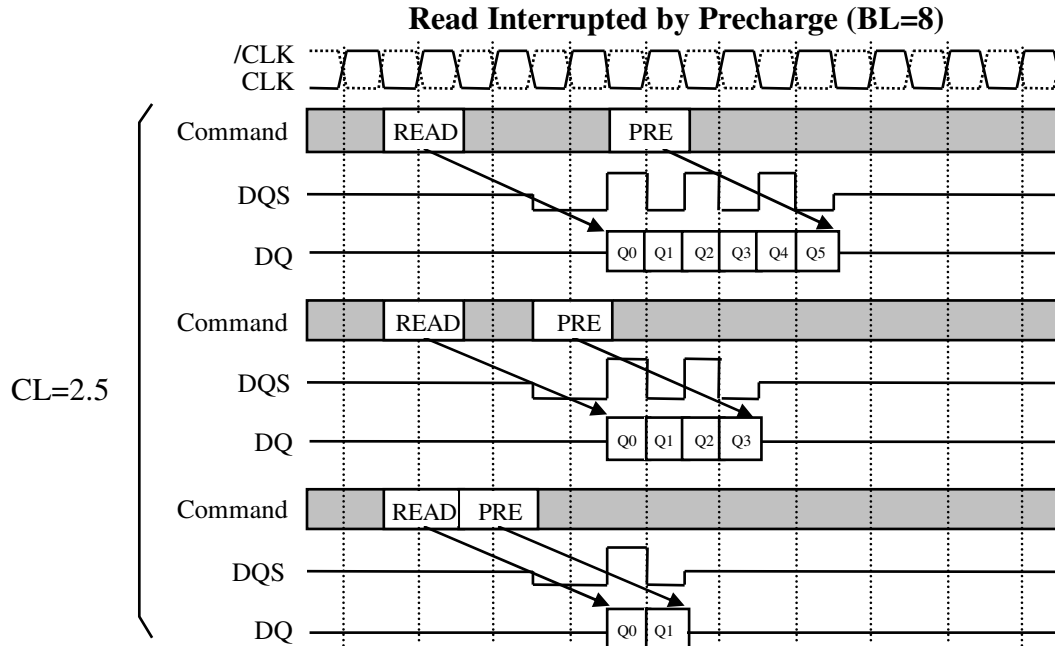 Read Interrupted by Precharge (BL=8)
/CLK
CLK
Command READ PRE
DQS
DQ Q0 Q1 Q2 Q3 Q4 Q5
Command READ PRE
CL=2.5
DQS
DQ Q0 Q1 Q2 Q3
Command READ PRE
DQS
DQ Q0 Q1